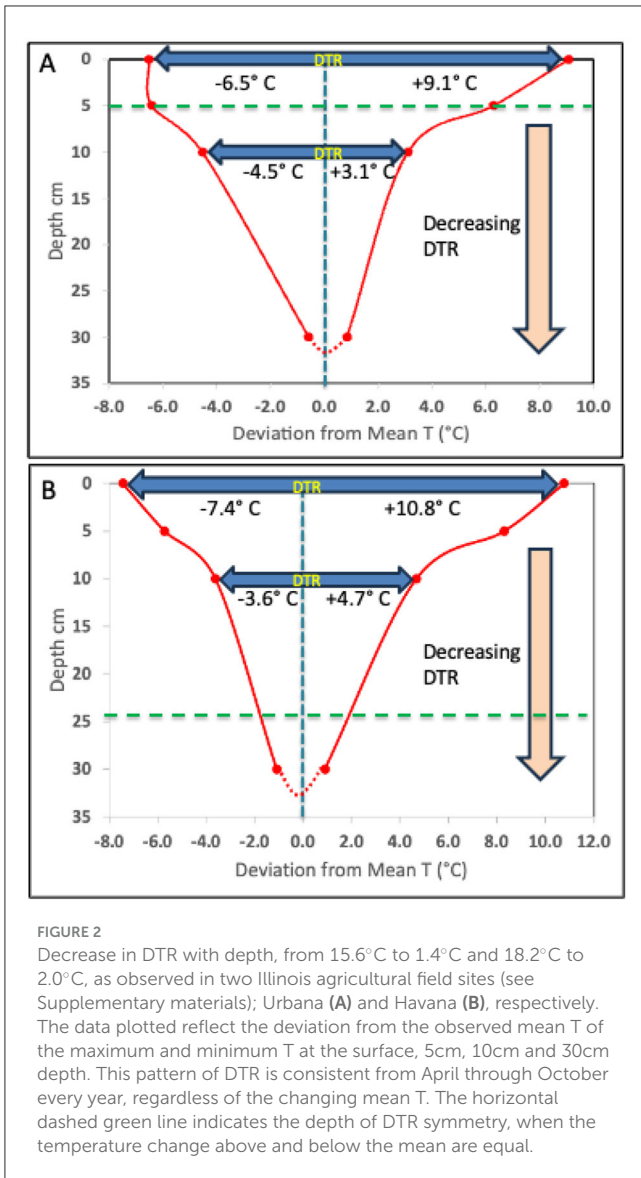 A
DTR
-6.5° C
+9.1° C
DTR
-4.5° C
+3.1° C
Decreasing
DTR
Depth cm
0
5
10
15
20
25
30
35
-8.0 -6.0 -4.0 -2.0 0.0 2.0 4.0 6.0 8.0 10.0
Deviation from Mean T (°C)
B
DTR
-7.4° C
+10.8° C
DTR
-3.6° C
+4.7° C
Decreasing
DTR
Depth cm
0
5
10
15
20
25
30
35
-8.0 -6.0 -4.0 -2.0 0.0 2.0 4.0 6.0 8.0 10.0 12.0
Deviation from Mean T (°C)
FIGURE 2
Decrease in DTR with depth, from 15.6°C to 1.4°C and 18.2°C to
2.0°C, as observed in two Illinois agricultural field sites (see
Supplementary materials); Urbana (A) and Havana (B), respectively.
The data plotted reflect the deviation from the observed mean T of
the maximum and minimum T at the surface, 5cm, 10cm and 30cm
depth. This pattern of DTR is consistent from April through October
every year, regardless of the changing mean T. The horizontal
dashed green line indicates the depth of DTR symmetry, when the
temperature change above and below the mean are equal.